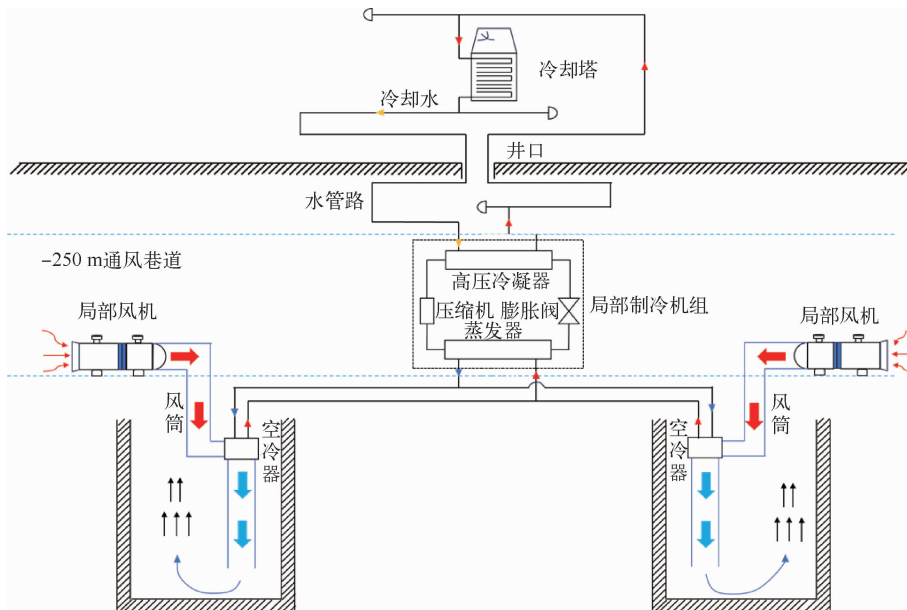 冷却塔
冷却水
井口
水管路
-250 m通风巷道
高压冷凝器
局部风机
压缩机 膨胀阀
局部制冷机组
局部风机
蒸发器
风筒
空冷器
空冷器
风筒